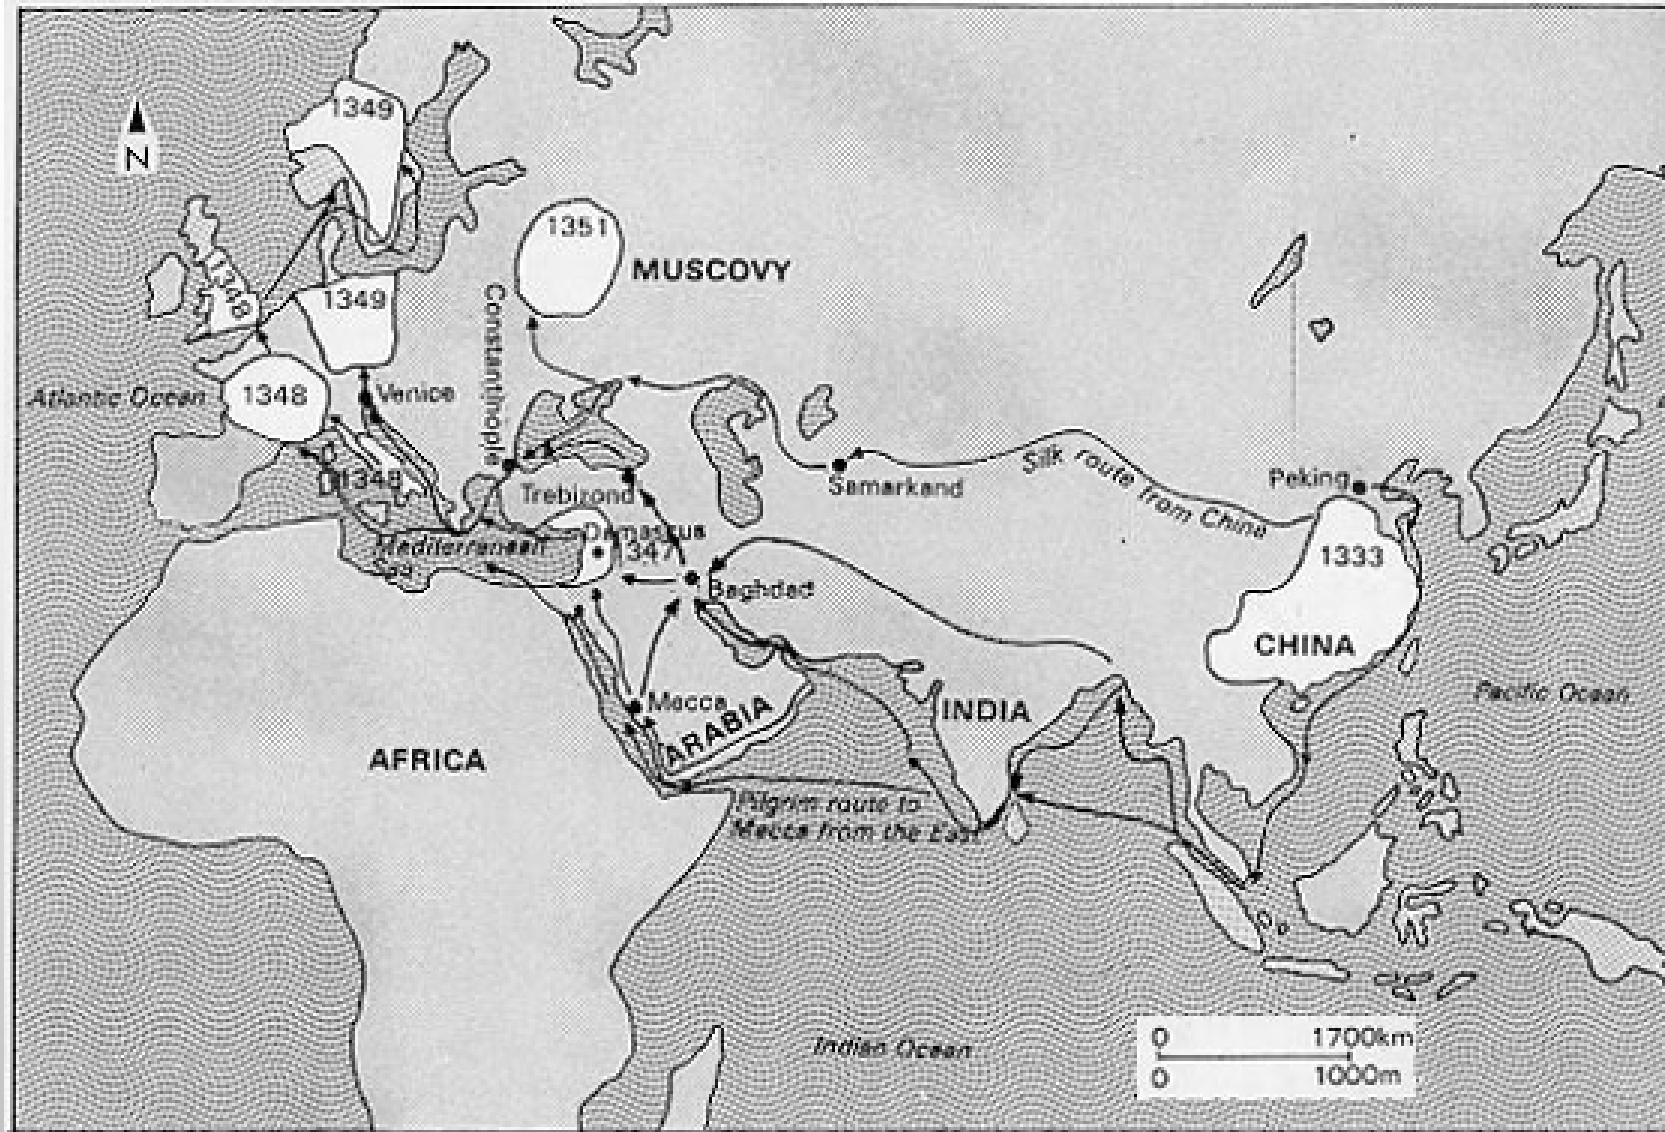 1349
N
1351
MUSCOVY
1348
1349
Constantinople
Atlantic Ocean
1348
Venice
Silk route from China
Peking
Samarkand
1348
Trebizond
Damascus
1347
Mediterranean
Sea
1333
Baghdad
CHINA
Mecca
ARABIA
INDIA
Pacific Ocean
AFRICA
Pilgrim route to
Mecca from the East
Indian Ocean
0 1700km
0 1000m